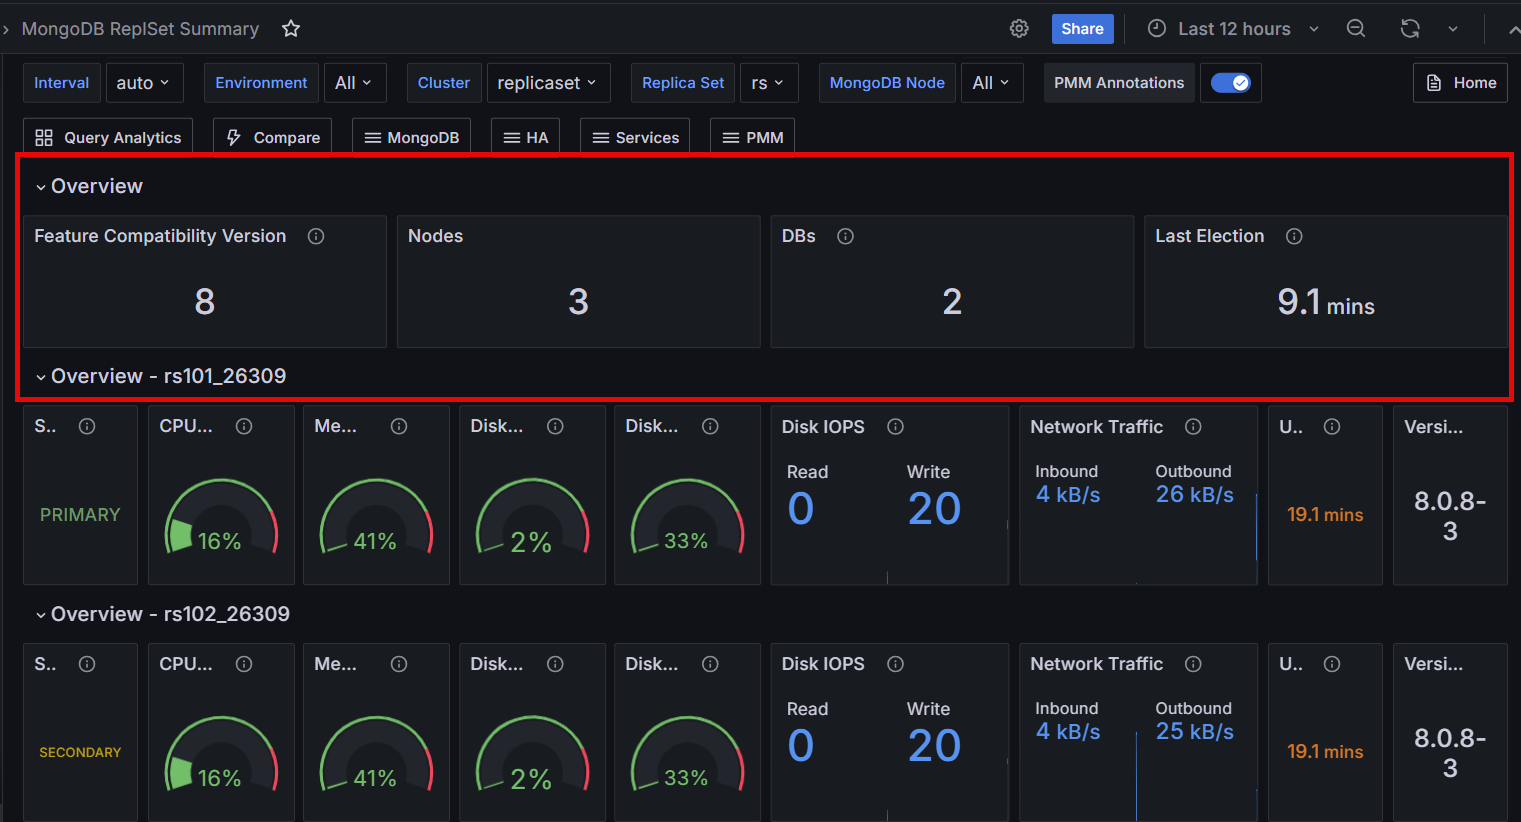 MongoDB ReplSet Summary
Share
Last 12 hours
Interval auto Environment All Cluster replicaset Replica Set rs MongoDB Node All PMM Annotations Home
Query Analytics Compare MongoDB HA Services PMM
Overview
Feature Compatibility Version Nodes DBs Last Election
8 3 2 9.1 mins
Overview - rs101_26309
S.. CPU... Me... Disk... Disk... Disk IOPS Network Traffic U.. Versi...
Read Write Inbound Outbound
0 20 4 kB/s 26 kB/s
PRIMARY 16% 41% 2% 33% 19.1 mins 8.0.8-
3
Overview - rs102_26309
S.. CPU... Me... Disk... Disk... Disk IOPS Network Traffic U.. Versi...
Read Write Inbound Outbound
0 20 4 kB/s 25 kB/s
SECONDARY 16% 41% 2% 33% 19.1 mins 8.0.8-
3